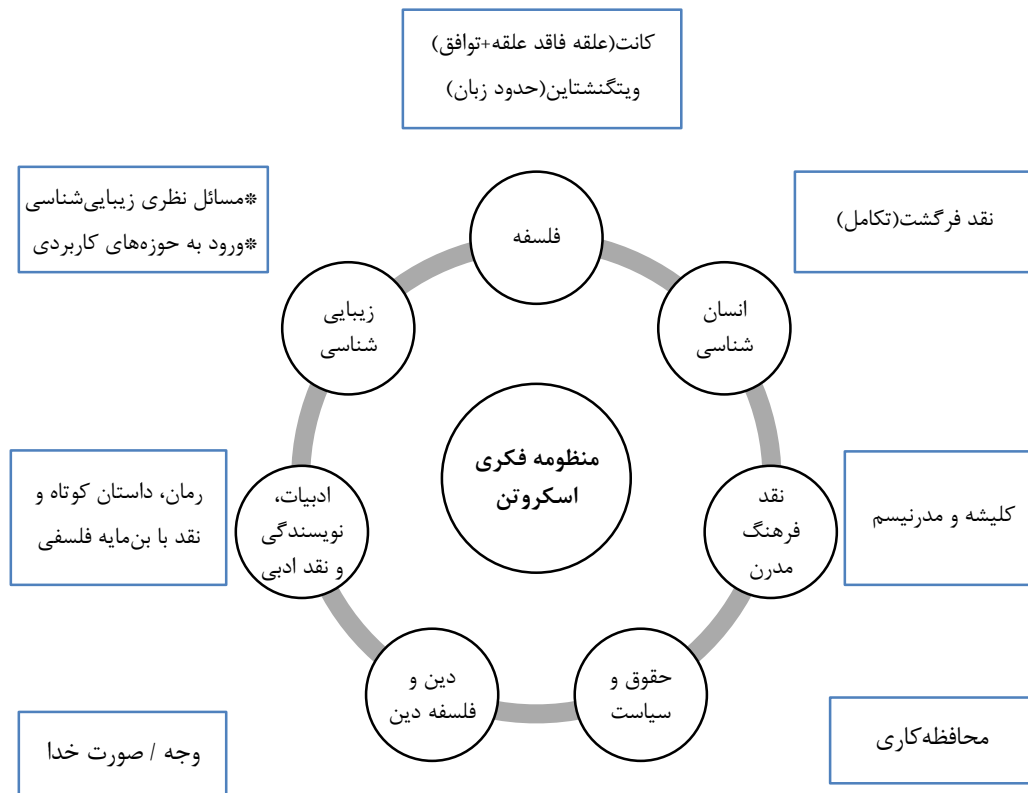 کانت(علقه فاقد علقه+توافق)
ویتگنشتاین(حدود زبان)
نقد فرگشت(تکامل)
*مسائل نظری زیبایی‌شناسی
*ورود به حوزه‌های کاربردی
فلسفه
انسان
شناسی
زیبایی
شناسی
منظومه فکری
اسکروتن
نقد
فرهنگ
مدرن
کلیشه و مدرنیسم
ادبیات،
نویسندگی
و نقد ادبی
رمان، داستان کوتاه و
نقد با بن‌مایه فلسفی
حقوق و
سیاست
محافظه‌کاری
دین و
فلسفه دین
وجه / صورت خدا